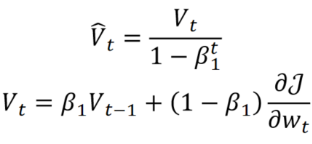 V̂_t = V_t / (1 − β_1^t)
V_t = β_1 V_{t−1} + (1 − β_1) ∂𝒥/∂w_t